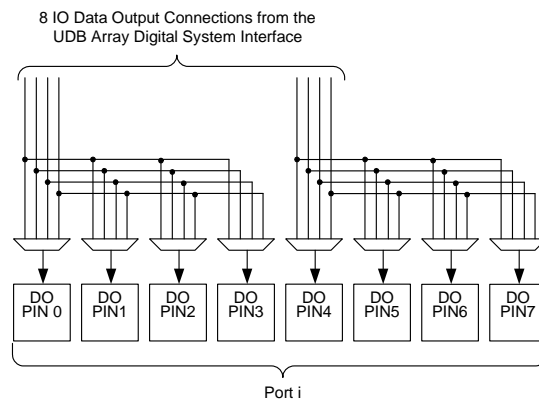 8 IO Data Output Connections from the
UDB Array Digital System Interface
DO
PIN 0
DO
PIN1
DO
PIN2
DO
PIN3
DO
PIN4
DO
PIN5
DO
PIN6
DO
PIN7
Port i